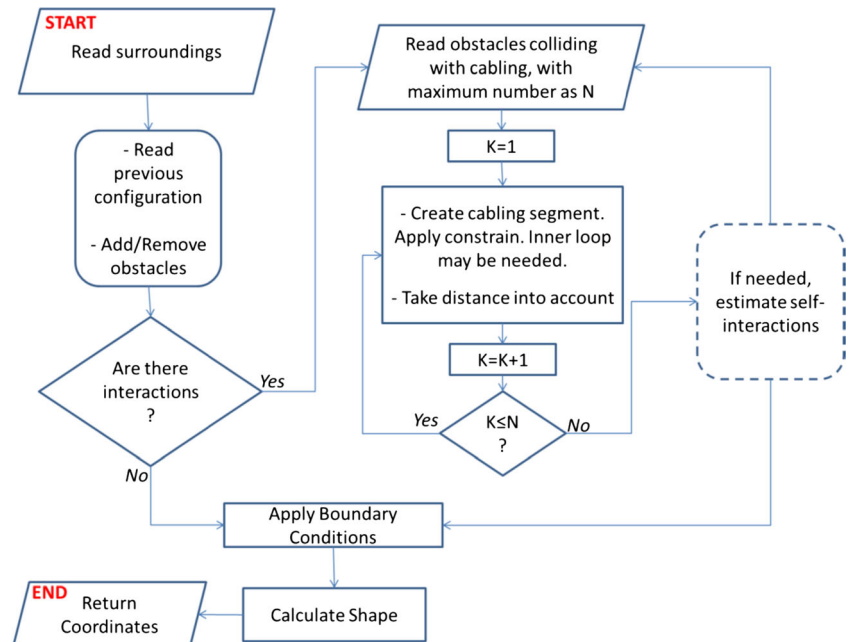 START
Read surroundings
- Read
previous
configuration
- Add/Remove
obstacles
Are there
interactions
?
Yes
No
Read obstacles colliding
with cabling, with
maximum number as N
K=1
- Create cabling segment.
Apply constrain. Inner loop
may be needed.
- Take distance into account
K=K+1
K≤N
?
Yes
No
If needed,
estimate self-
interactions
Apply Boundary
Conditions
Calculate Shape
END
Return
Coordinates